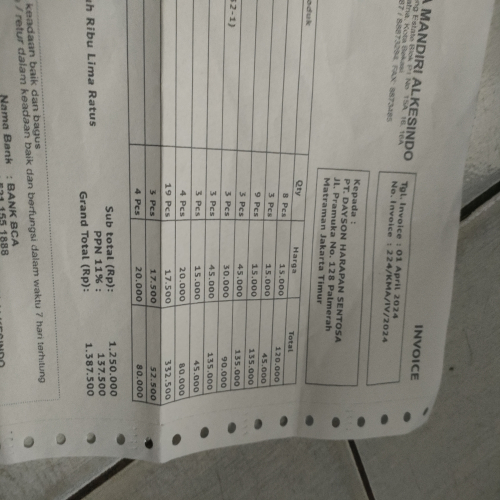 INVOICE
A MANDIRI ALKESINDO
Tgl. Invoice : 01 April 2024
No. Invoice : 224/KMA/IV/2024
Kepada :
PT. DAYSON HARAPAN SENTOSA
Jl. Pramuka No. 128 Palmerah
Matraman Jakarta Timur
oduk Qty Harga Total
8 Pcs 15.000 120.000
3 Pcs 15.000 45.000
9 Pcs 15.000 135.000
3 Pcs 45.000 135.000
2-1) 3 Pcs 30.000 90.000
3 Pcs 45.000 135.000
3 Pcs 15.000 45.000
4 Pcs 20.000 80.000
19 Pcs 17.500 332.500
3 Pcs 17.500 52.500
4 Pcs 20.000 80.000
Sub total (Rp): 1.250.000
h Ribu Lima Ratus PPN 11% : 137.500
Grand Total (Rp): 1.387.500
keadaan baik dan bagus
/ retur dalam keadaan baik dan berfungsi dalam waktu 7 hari terhitung
Nama Bank : BANK BCA
155 1888